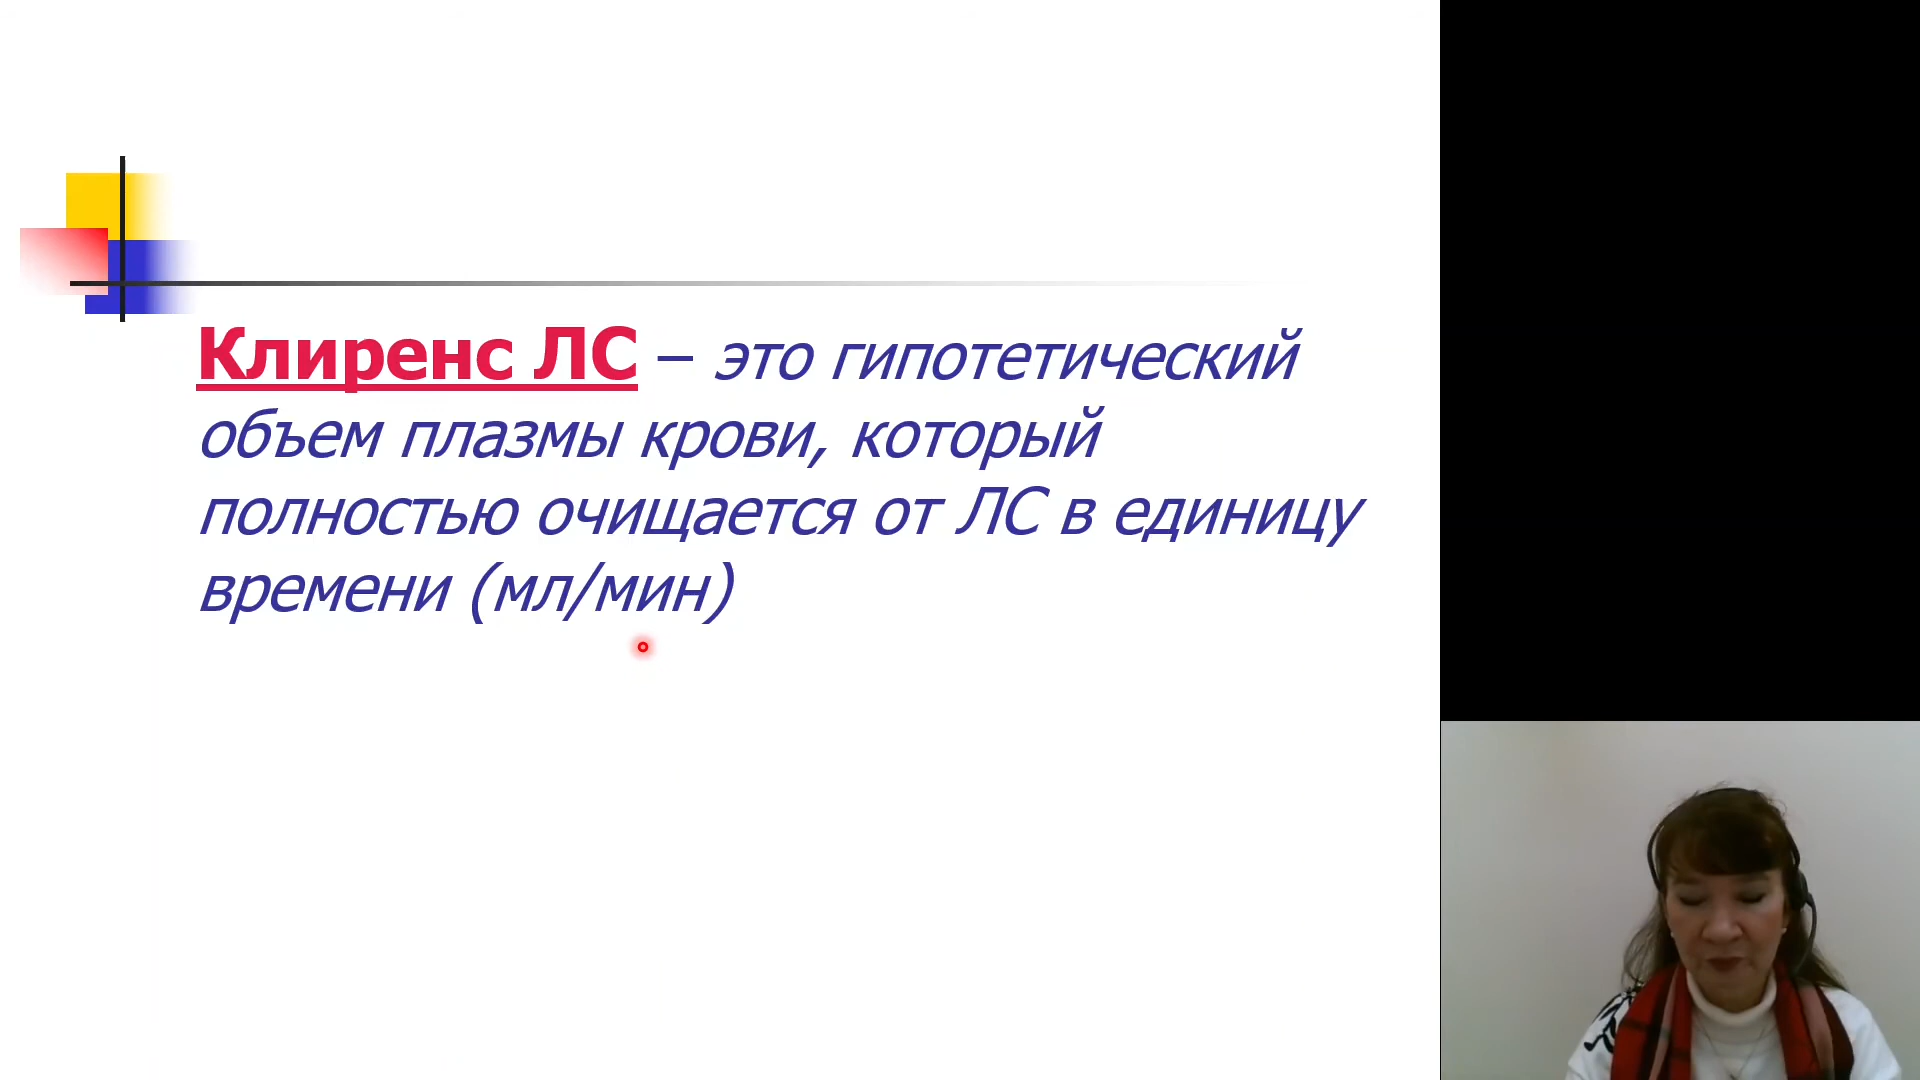 Клиренс ЛС – это гипотетический
объем плазмы крови, который
полностью очищается от ЛС в единицу
времени (мл/мин)